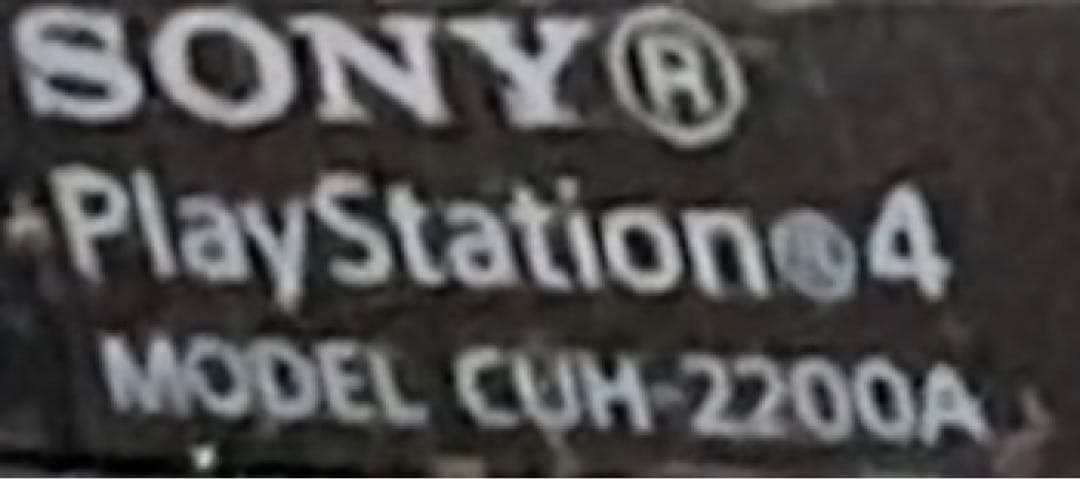 SONY®
PlayStation®4
MODEL CUH-2200A